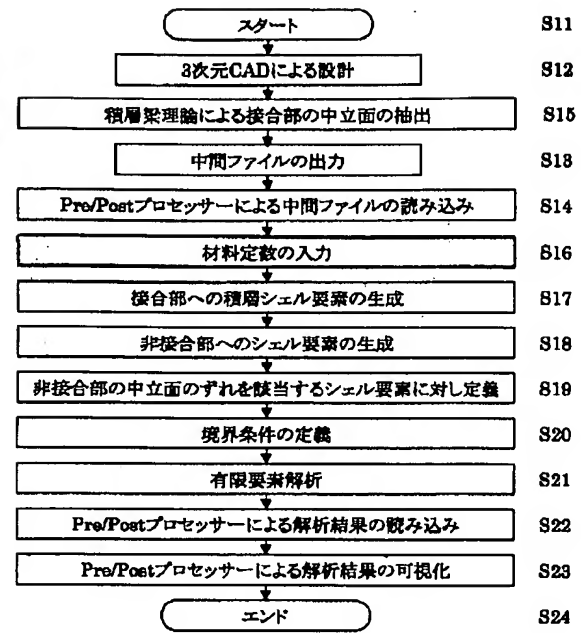 スタート S11
3次元CADによる設計 S12
積層梁理論による接合部の中立面の抽出 S15
中間ファイルの出力 S13
Pre/Postプロセッサーによる中間ファイルの読み込み S14
材料定数の入力 S16
接合部への積層シェル要素の生成 S17
非接合部へのシェル要素の生成 S18
非接合部の中立面のずれを該当するシェル要素に対し定義 S19
境界条件の定義 S20
有限要素解析 S21
Pre/Postプロセッサーによる解析結果の読み込み S22
Pre/Postプロセッサーによる解析結果の可視化 S23
エンド S24